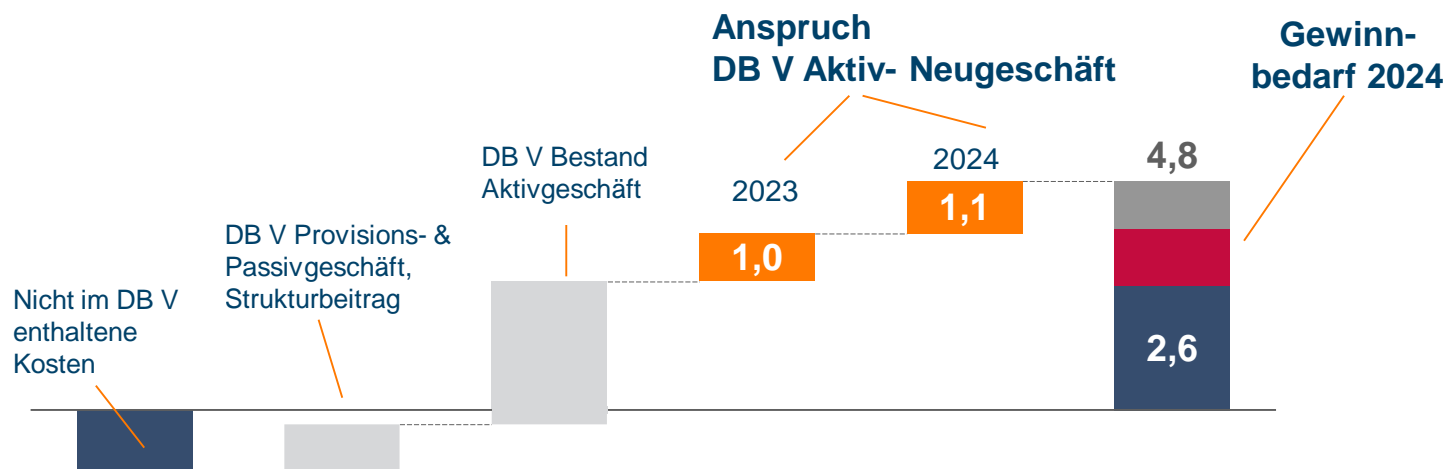 Anspruch
DB V Aktiv- Neugeschäft
Gewinn-
bedarf 2024
DB V Bestand
Aktivgeschäft
2023
2024
4,8
1,0
1,1
2,6
DB V Provisions- &
Passivgeschäft,
Strukturbeitrag
Nicht im DB V
enthaltene
Kosten